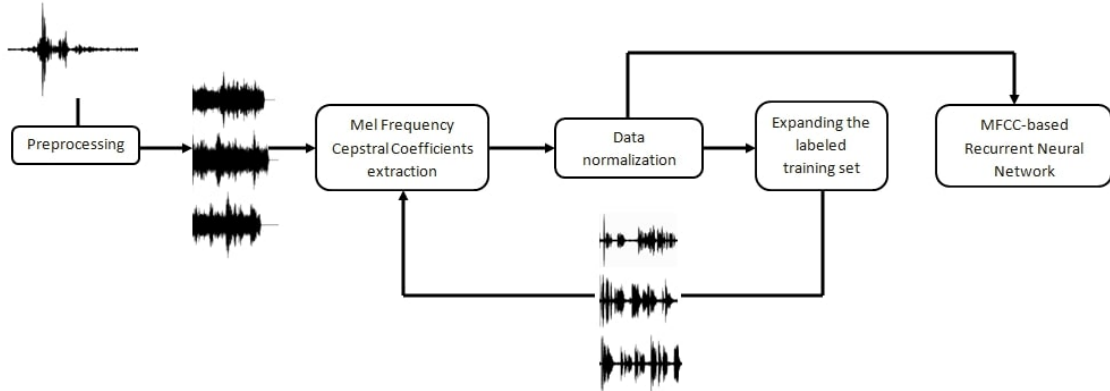 Preprocessing
Mel Frequency
Cepstral Coefficients
extraction
Data
normalization
Expanding the
labeled
training set
MFCC-based
Recurrent Neural
Network